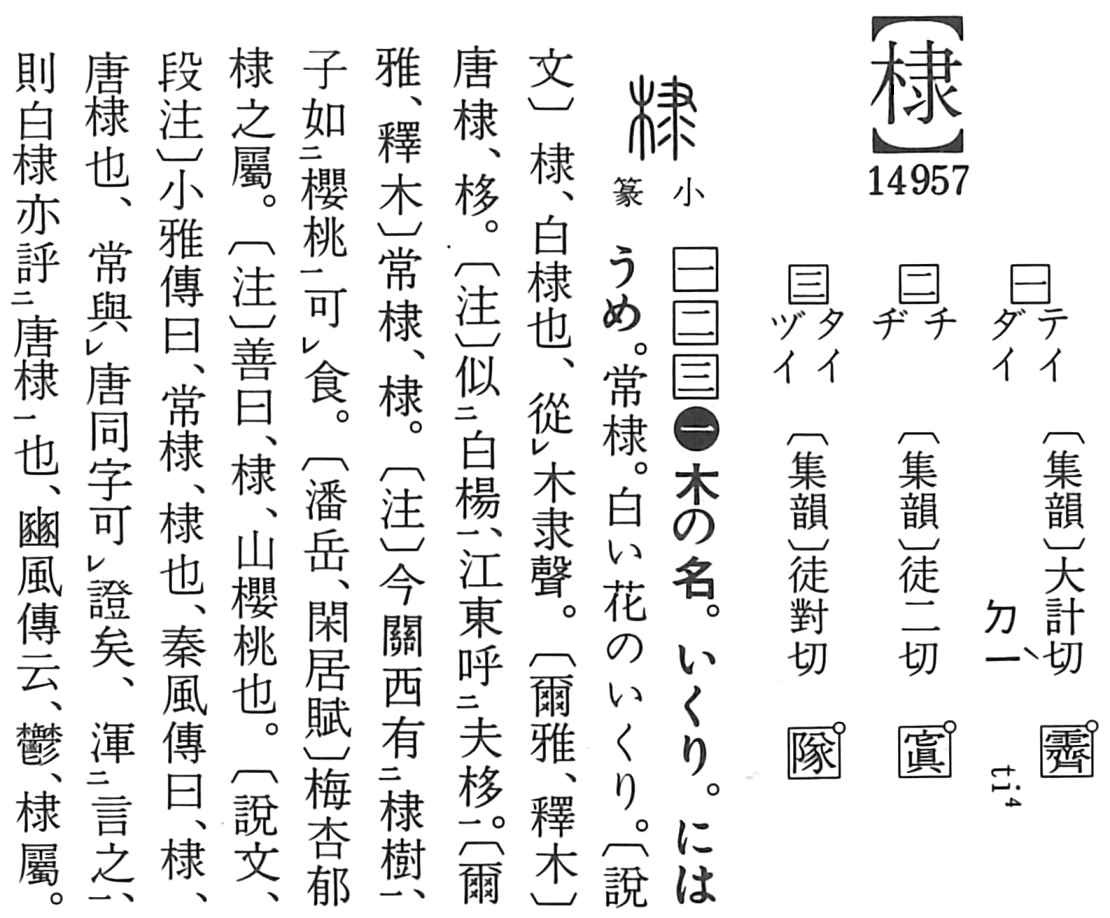 【棣】
14957
一 テイ ダイ 〔集韻〕大計切 ㄉㄧˋ 霽 ti⁴
二 チ ヂ 〔集韻〕徒二切 寘
三 タイ ヅイ 〔集韻〕徒對切 隊
棣 小篆
一二三㊀木の名。いくり。には
うめ。常棣。白い花のいくり。〔說
文〕棣、白棣也、從㆑木隶聲。〔爾雅、釋木〕
唐棣、栘。〔注〕似㆓白楊㆒、江東呼㆓夫栘㆒。〔爾
雅、釋木〕常棣、棣。〔注〕今關西有㆓棣樹㆒、
子如㆓櫻桃㆒可㆑食。〔潘岳、閑居賦〕梅杏郁
棣之屬。〔注〕善曰、棣、山櫻桃也。〔說文、
段注〕小雅傳曰、常棣、棣也、秦風傳曰、棣、
唐棣也、常與㆑唐同字可㆑證矣、渾㆓言之㆒、
則白棣亦評㆓唐棣㆒也、豳風傳云、鬱、棣屬。